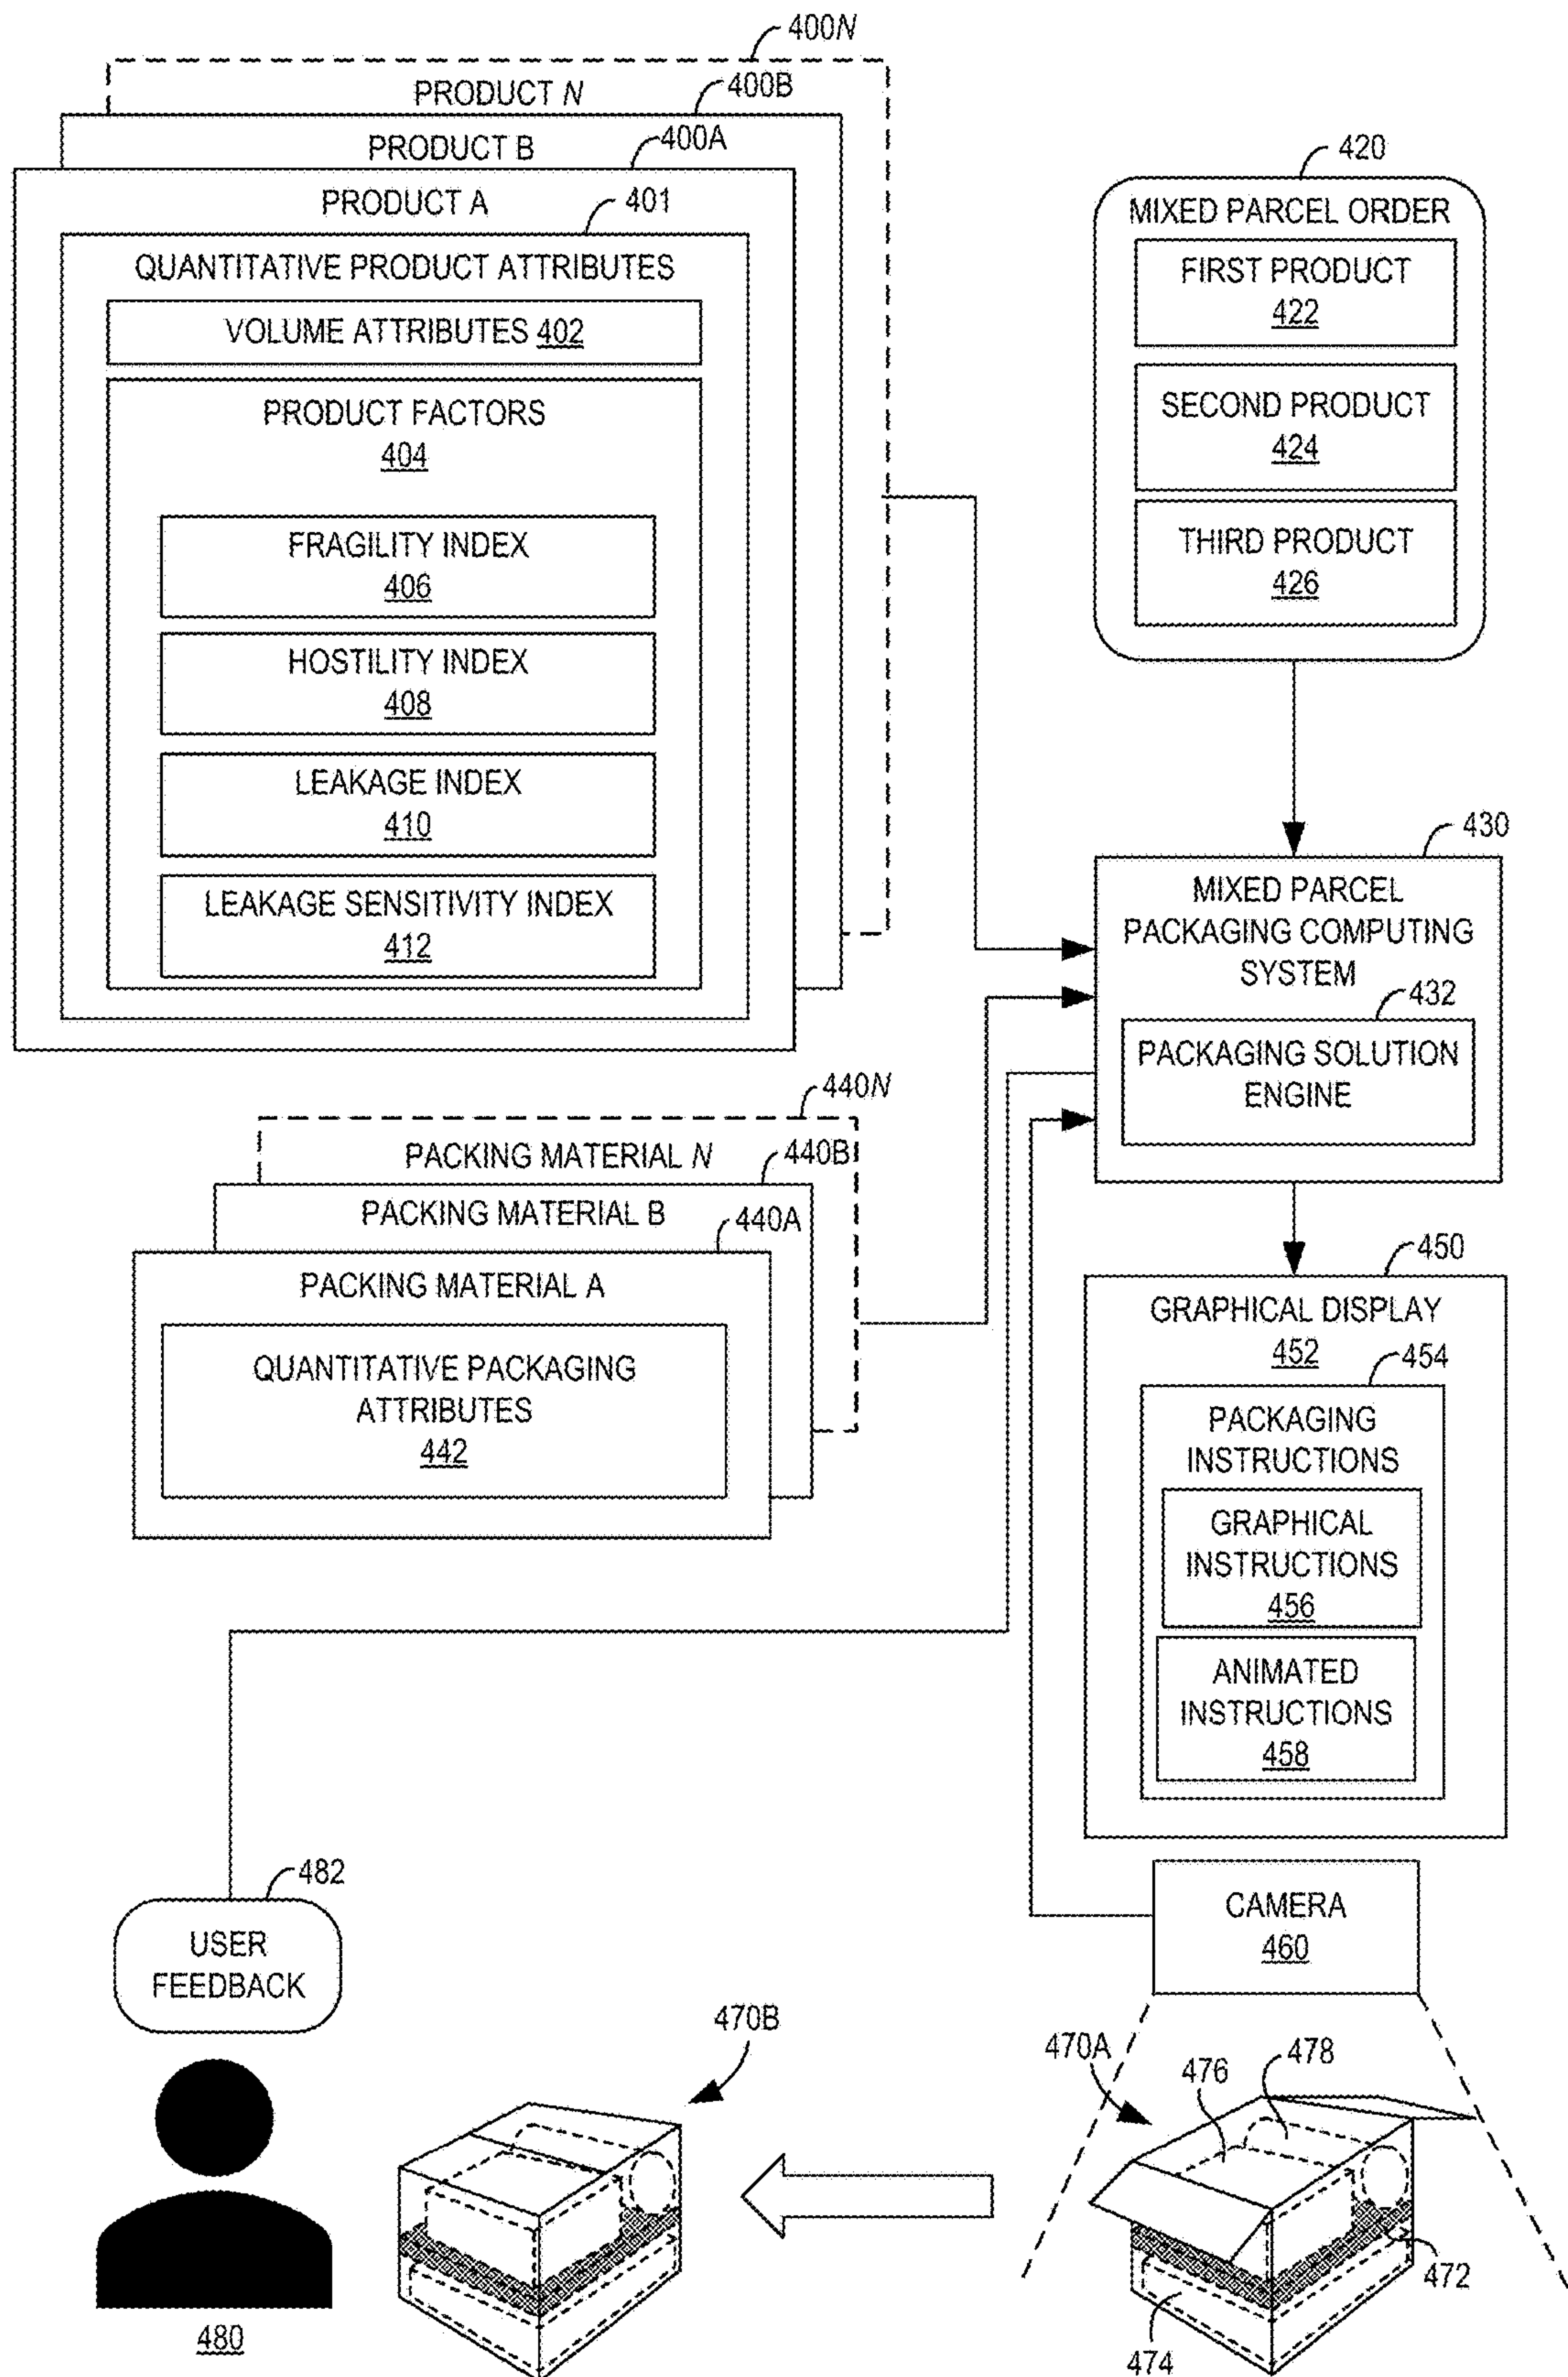 400N
PRODUCT N
400B
PRODUCT B
400A
PRODUCT A
401
QUANTITATIVE PRODUCT ATTRIBUTES
VOLUME ATTRIBUTES 402
PRODUCT FACTORS
404
FRAGILITY INDEX
406
HOSTILITY INDEX
408
LEAKAGE INDEX
410
LEAKAGE SENSITIVITY INDEX
412
420
MIXED PARCEL ORDER
FIRST PRODUCT
422
SECOND PRODUCT
424
THIRD PRODUCT
426
430
MIXED PARCEL
PACKAGING COMPUTING
SYSTEM
432
PACKAGING SOLUTION
ENGINE
440N
PACKING MATERIAL N
440B
PACKING MATERIAL B
440A
PACKING MATERIAL A
QUANTITATIVE PACKAGING
ATTRIBUTES
442
450
GRAPHICAL DISPLAY
452
454
PACKAGING
INSTRUCTIONS
GRAPHICAL
INSTRUCTIONS
456
ANIMATED
INSTRUCTIONS
458
CAMERA
460
482
USER
FEEDBACK
480
470B
470A
476
478
472
474